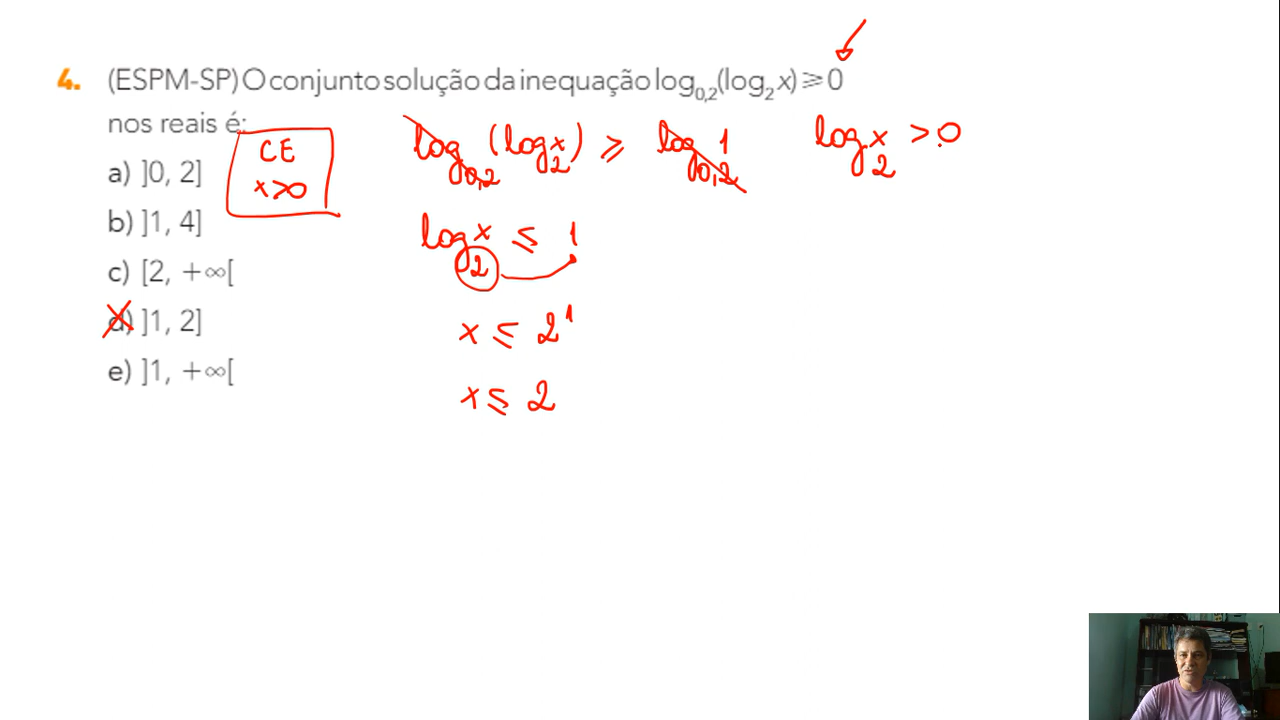 4. (ESPM-SP) O conjunto solução da inequação log0,2(log2 x) ⩾ 0
nos reais é:
a) ]0, 2]
b) ]1, 4]
c) [2, +∞[
d) ]1, 2]
e) ]1, +∞[
CE
x>0
log0,2 (log2 x) ⩾ log0,2 1
log2 x ⩽ 1
x ⩽ 2¹
x ⩽ 2
log2 x > 0